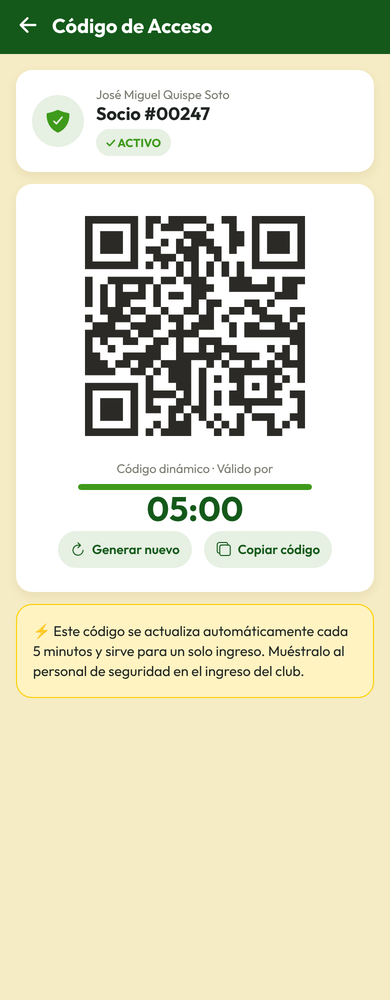 Código de Acceso
José Miguel Quispe Soto
Socio #00247
✓ ACTIVO
Código dinámico · Válido por
05:00
Generar nuevo
Copiar código
⚡ Este código se actualiza automáticamente cada
5 minutos y sirve para un solo ingreso. Muéstralo al
personal de seguridad en el ingreso del club.